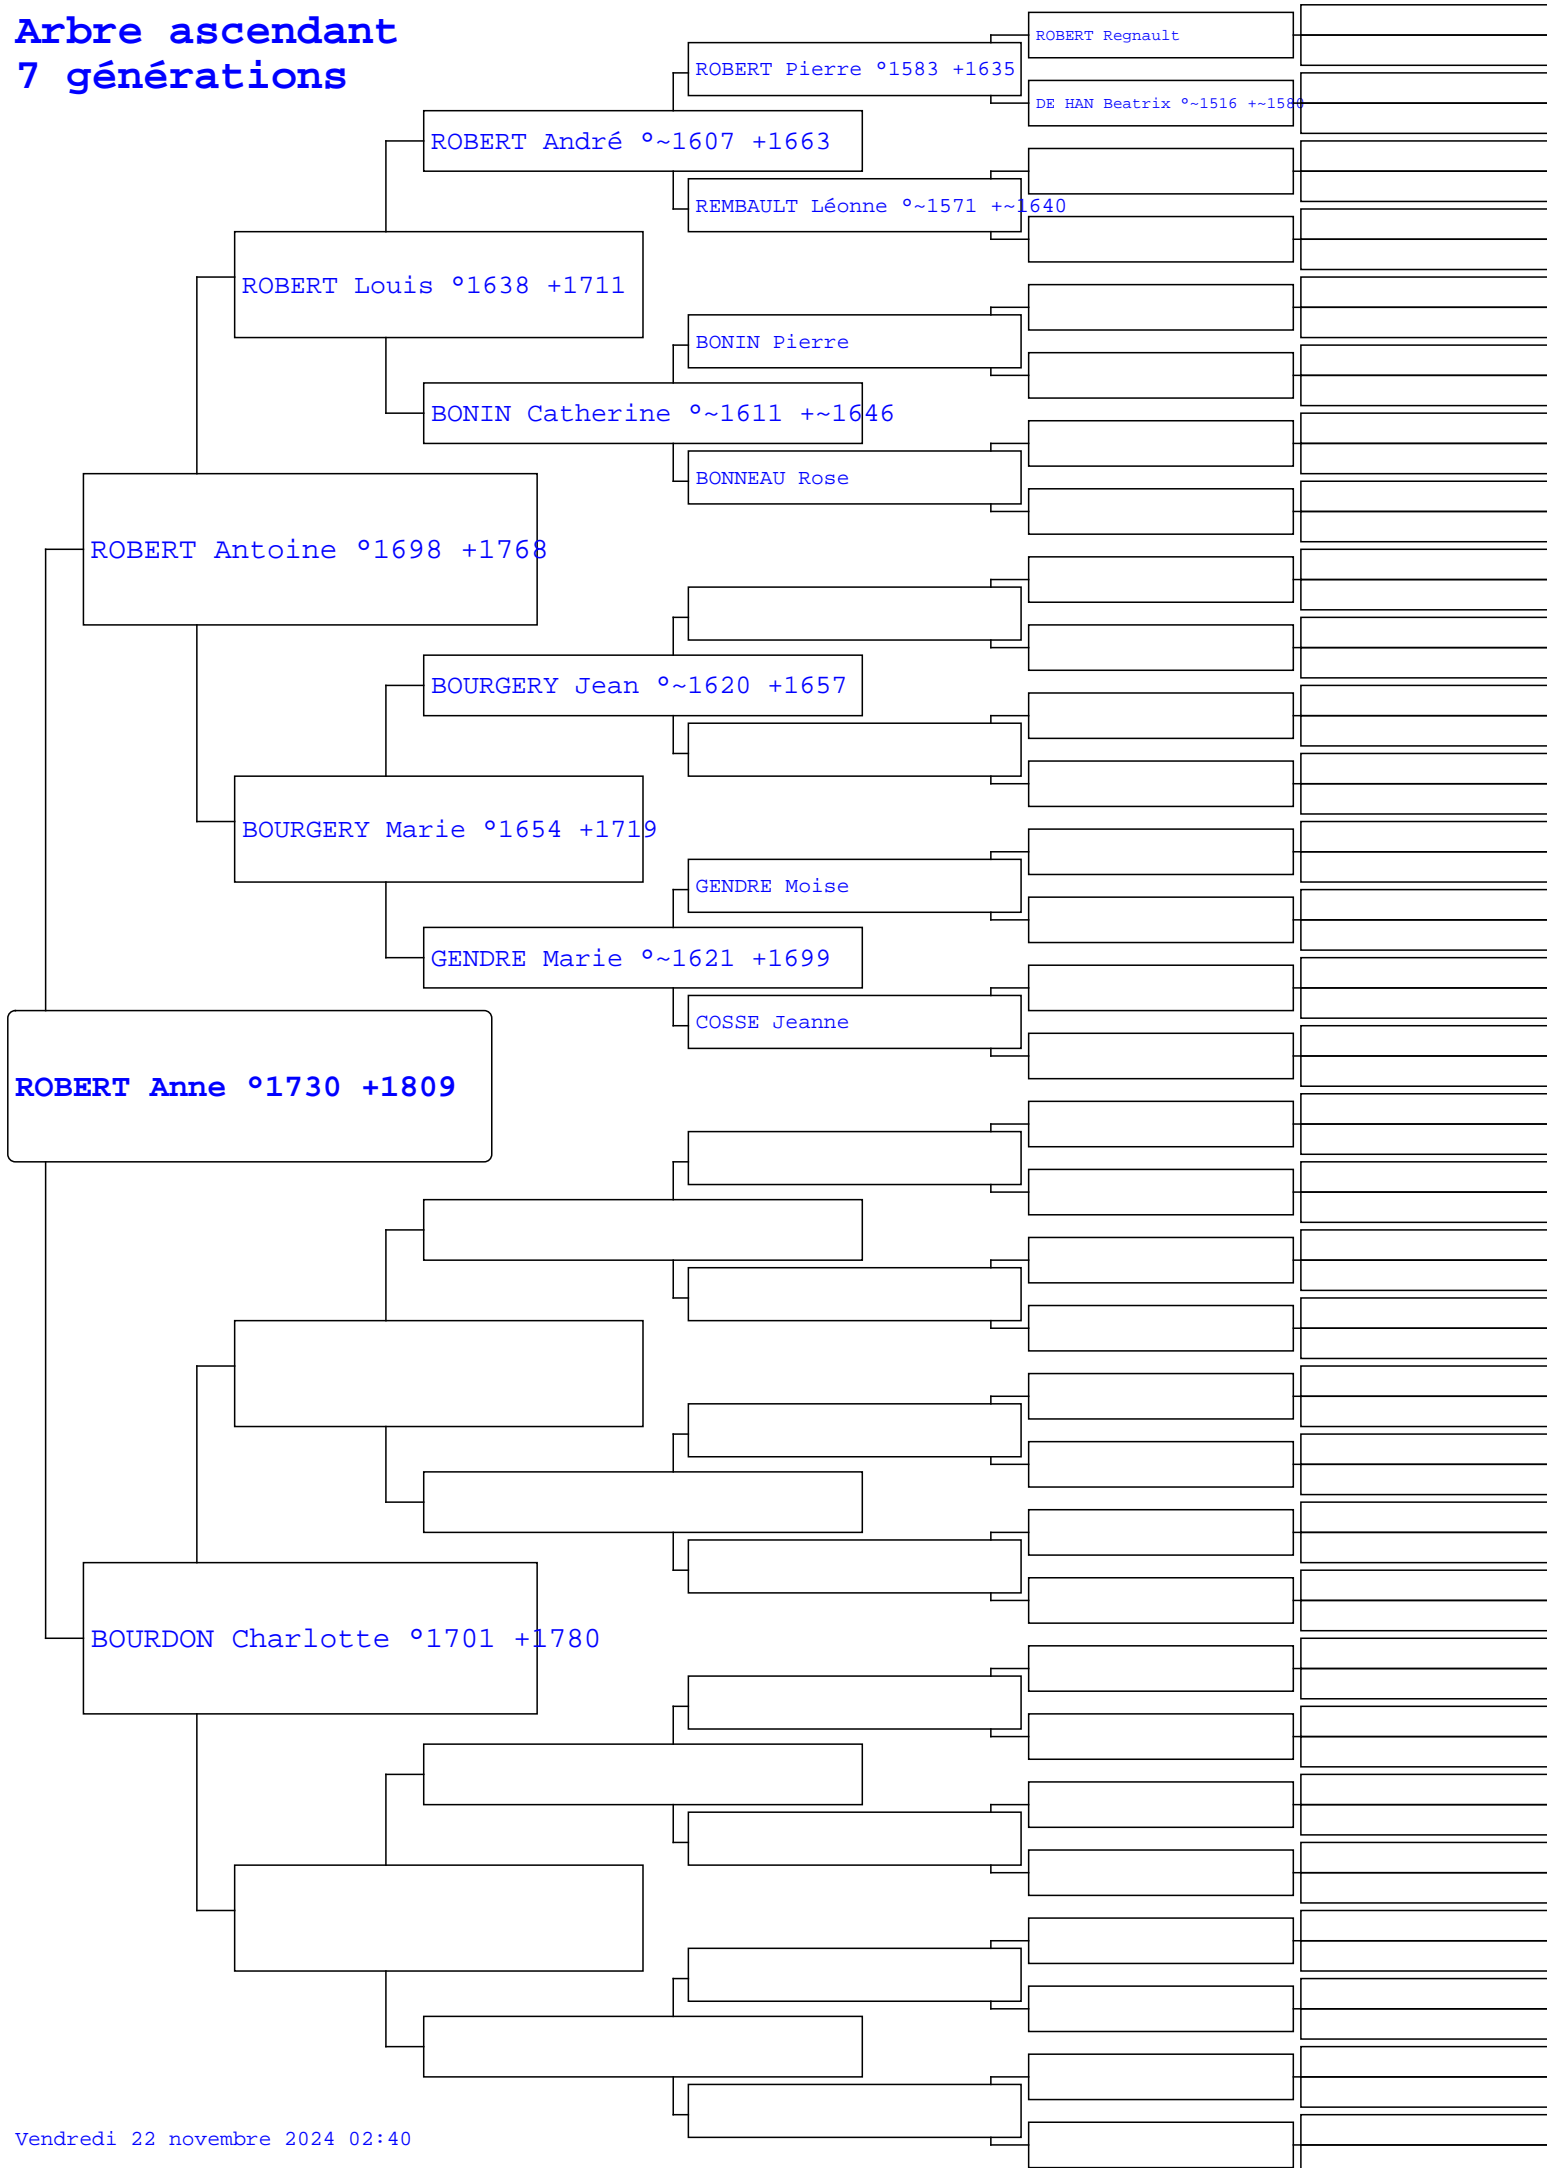 Arbre ascendant
7 générations
ROBERT Regnault
ROBERT Pierre °1583 +1635
DE HAN Beatrix °~1516 +~1580
ROBERT André °~1607 +1663
REMBAULT Léonne °~1571 +~1640
ROBERT Louis °1638 +1711
BONIN Pierre
BONIN Catherine °~1611 +~1646
BONNEAU Rose
ROBERT Antoine °1698 +1768
BOURGERY Jean °~1620 +1657
BOURGERY Marie °1654 +1719
GENDRE Moise
GENDRE Marie °~1621 +1699
COSSE Jeanne
ROBERT Anne °1730 +1809
BOURDON Charlotte °1701 +1780
Vendredi 22 novembre 2024 02:40